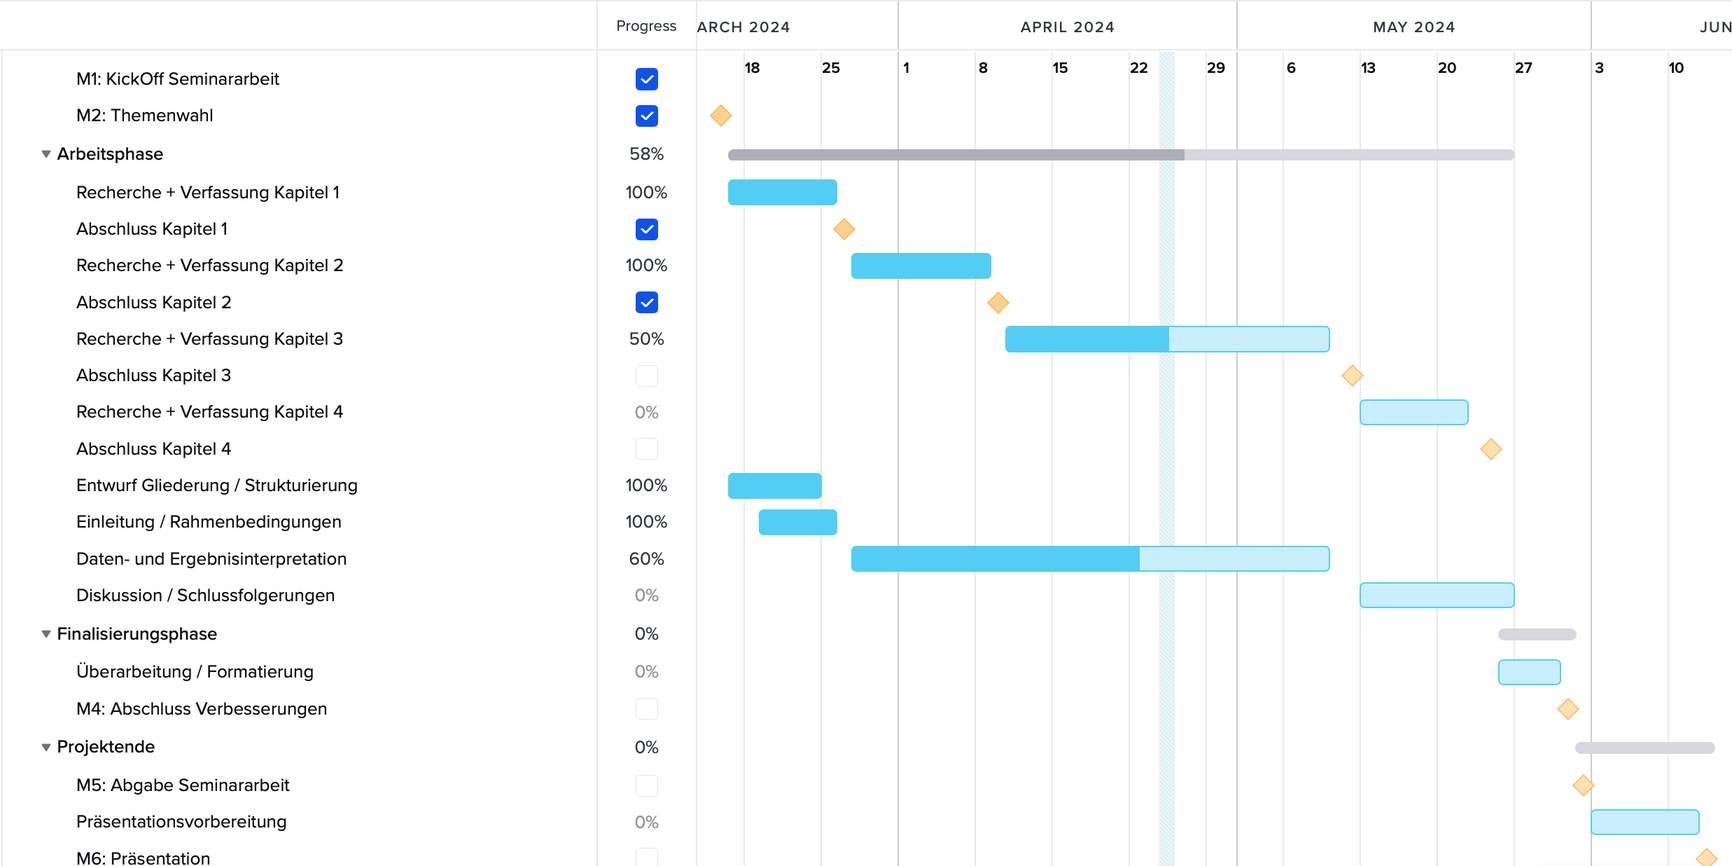 Progress ARCH 2024 APRIL 2024 MAY 2024 JUN
18 25 1 8 15 22 29 6 13 20 27 3 10
M1: KickOff Seminararbeit
M2: Themenwahl
Arbeitsphase 58%
Recherche + Verfassung Kapitel 1 100%
Abschluss Kapitel 1
Recherche + Verfassung Kapitel 2 100%
Abschluss Kapitel 2
Recherche + Verfassung Kapitel 3 50%
Abschluss Kapitel 3
Recherche + Verfassung Kapitel 4 0%
Abschluss Kapitel 4
Entwurf Gliederung / Strukturierung 100%
Einleitung / Rahmenbedingungen 100%
Daten- und Ergebnisinterpretation 60%
Diskussion / Schlussfolgerungen 0%
Finalisierungsphase 0%
Überarbeitung / Formatierung 0%
M4: Abschluss Verbesserungen
Projektende 0%
M5: Abgabe Seminararbeit
Präsentationsvorbereitung 0%
M6: Präsentation